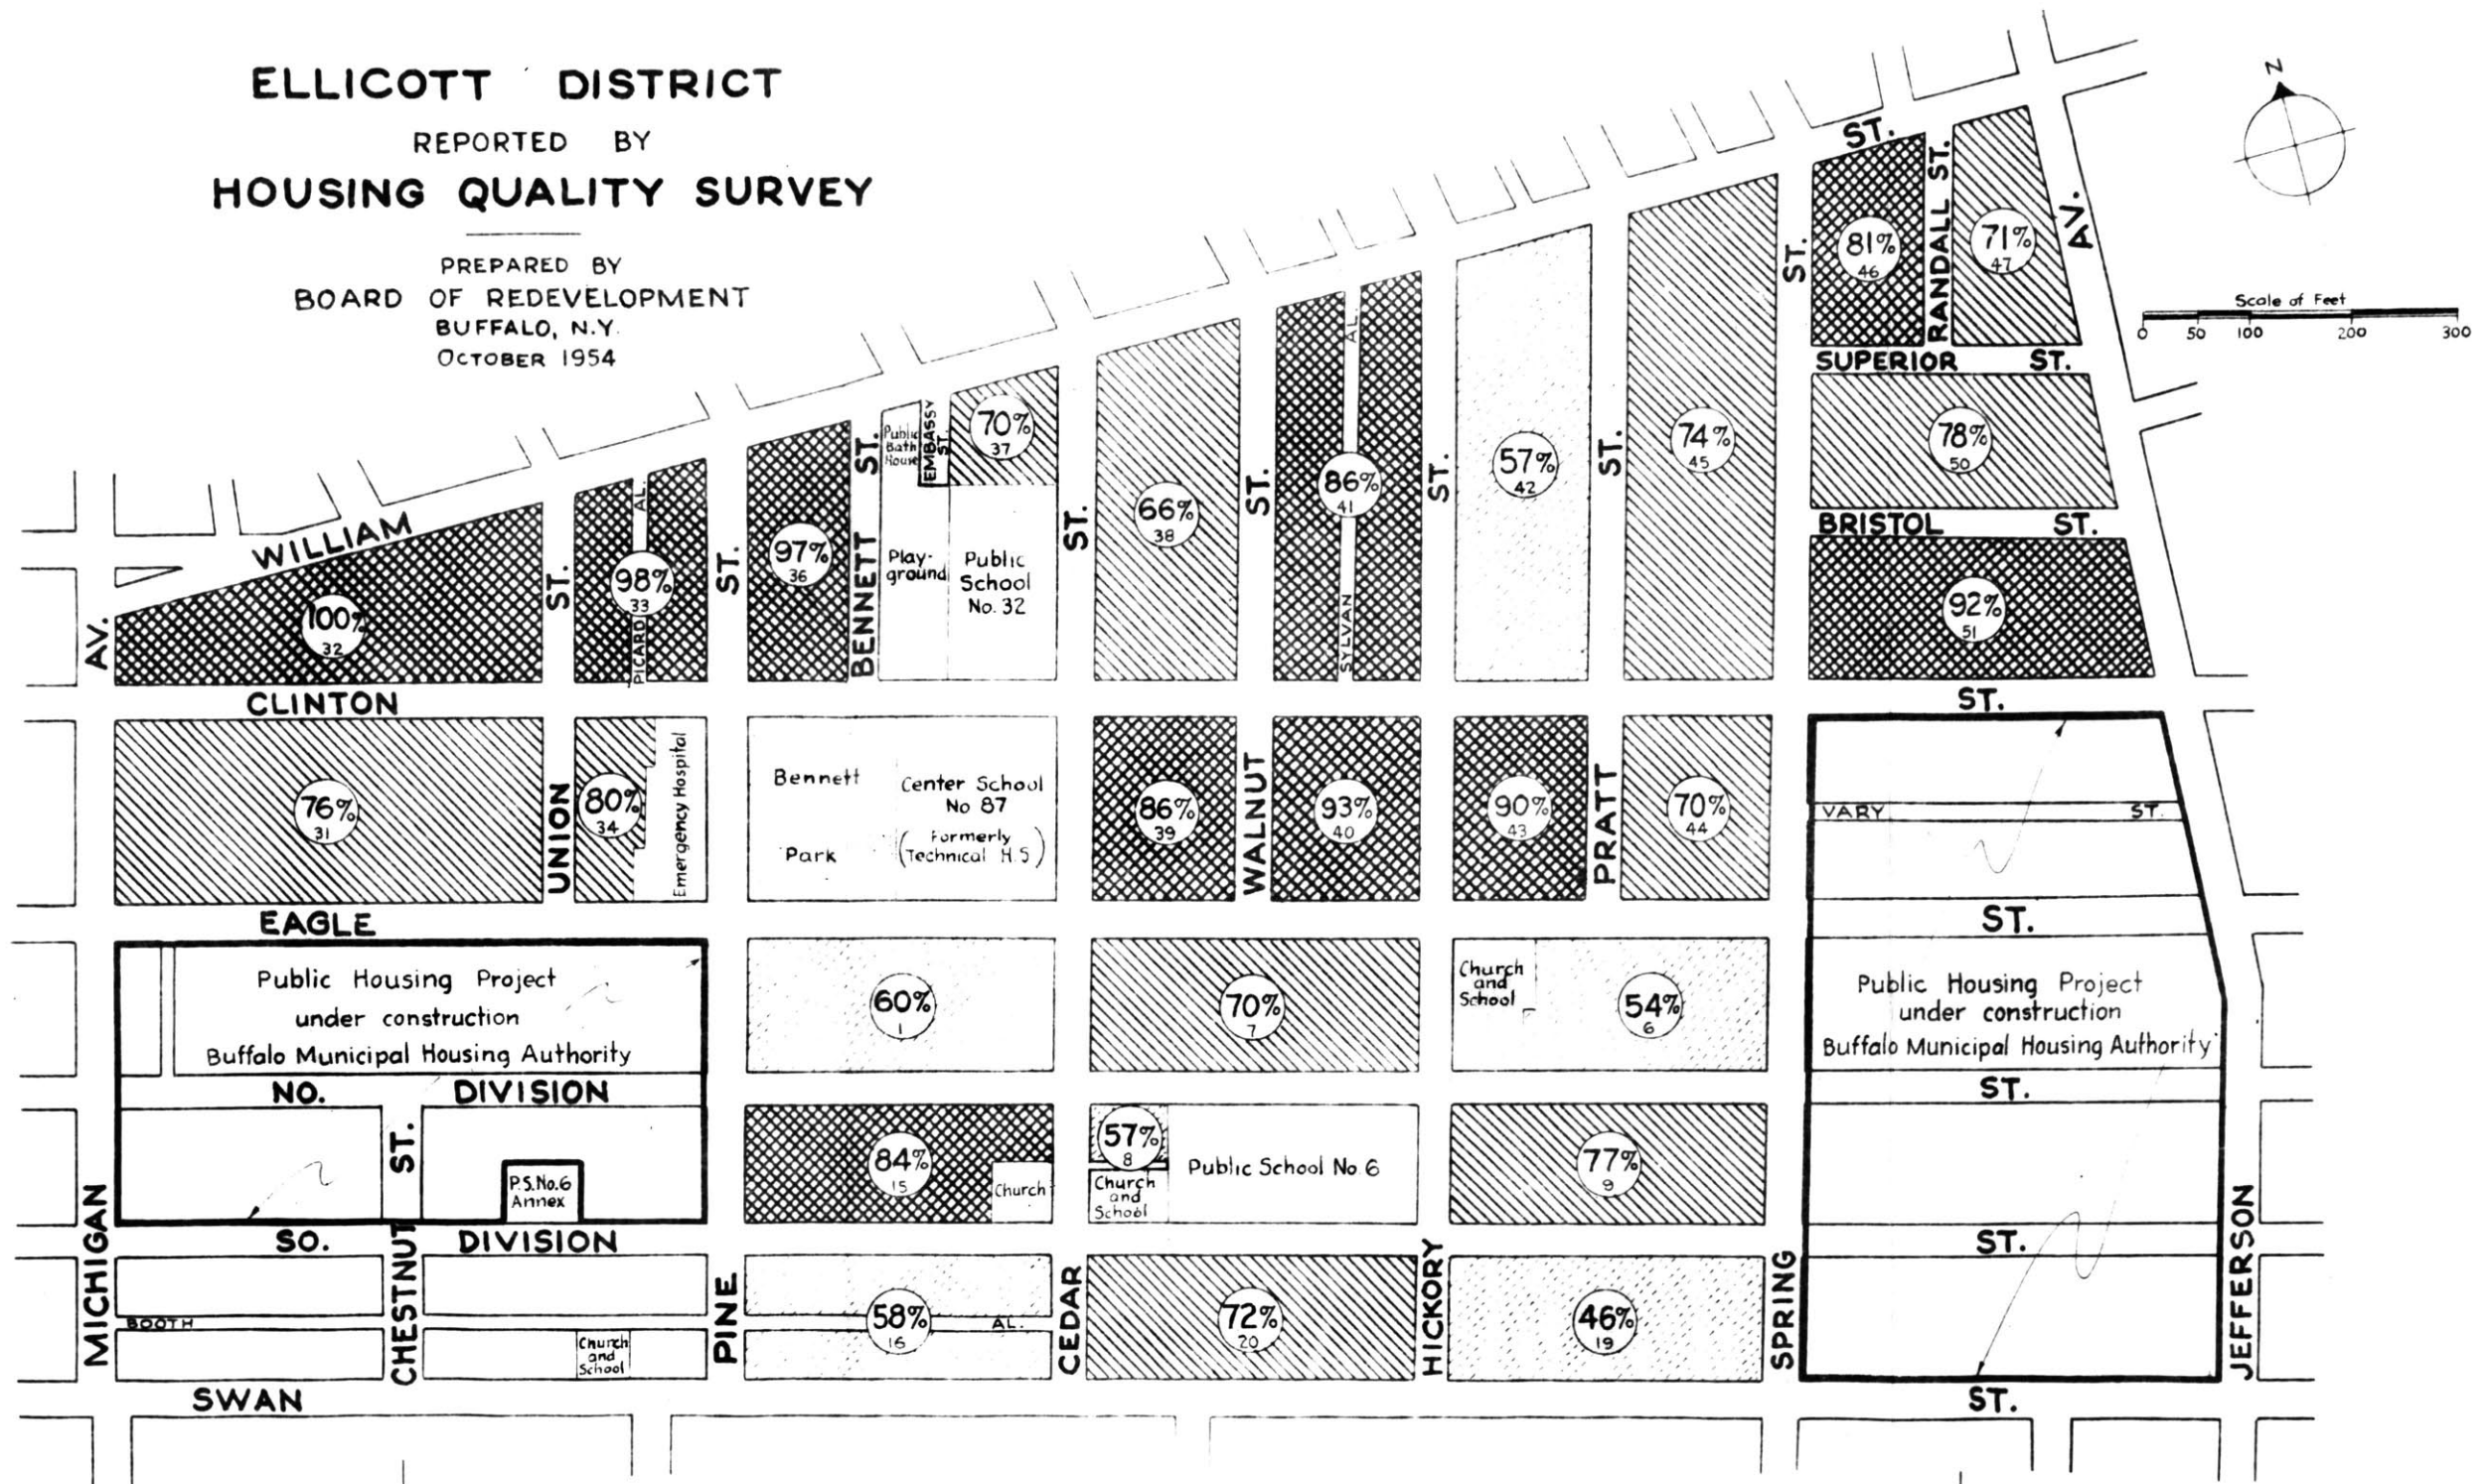 ELLICOTT DISTRICT
REPORTED BY
HOUSING QUALITY SURVEY
PREPARED BY
BOARD OF REDEVELOPMENT
BUFFALO, N.Y.
OCTOBER 1954
N
Scale of Feet
0 50 100 200 300
ST.
RANDALL ST.
AV.
ST.
81%
46
71%
47
SUPERIOR ST.
78%
50
BRISTOL ST.
92%
51
WILLIAM
AV.
100%
32
ST.
AL.
98%
33
PICARD
ST.
97%
36
BENNETT ST.
Public
Bath
House
EMBASSY
ST.
70%
37
Play-
ground
Public
School
No. 32
ST.
66%
38
ST.
AL.
86%
41
SYLVAN
ST.
57%
42
ST.
74%
45
CLINTON
ST.
76%
31
UNION
80%
34
Emergency Hospital
Bennett
Park
Center School
No 87
(Formerly
Technical H.S)
86%
39
WALNUT
93%
40
90%
43
PRATT
70%
44
VARY ST.
EAGLE
ST.
Public Housing Project
under construction
Buffalo Municipal Housing Authority
60%
1
70%
7
Church
and
School
54%
6
Public Housing Project
under construction
Buffalo Municipal Housing Authority
NO. DIVISION
ST.
ST.
P.S.No.6
Annex
84%
15
Church
57%
8
Church
and
School
Public School No 6
77%
9
SO. DIVISION
ST.
MICHIGAN
BOOTH
CHESTNUT
Church
and
School
PINE
58%
16
AL.
CEDAR
72%
20
HICKORY
46%
19
SPRING
JEFFERSON
SWAN
ST.